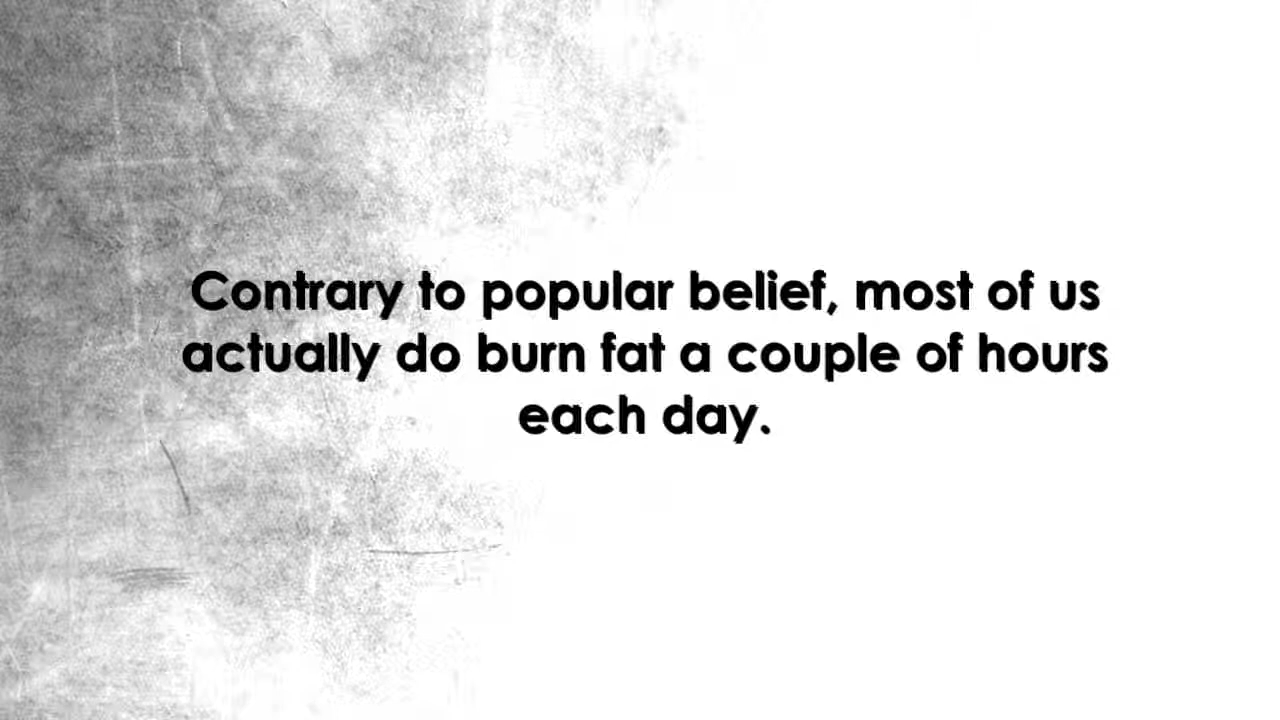 Contrary to popular belief, most of us
actually do burn fat a couple of hours
each day.